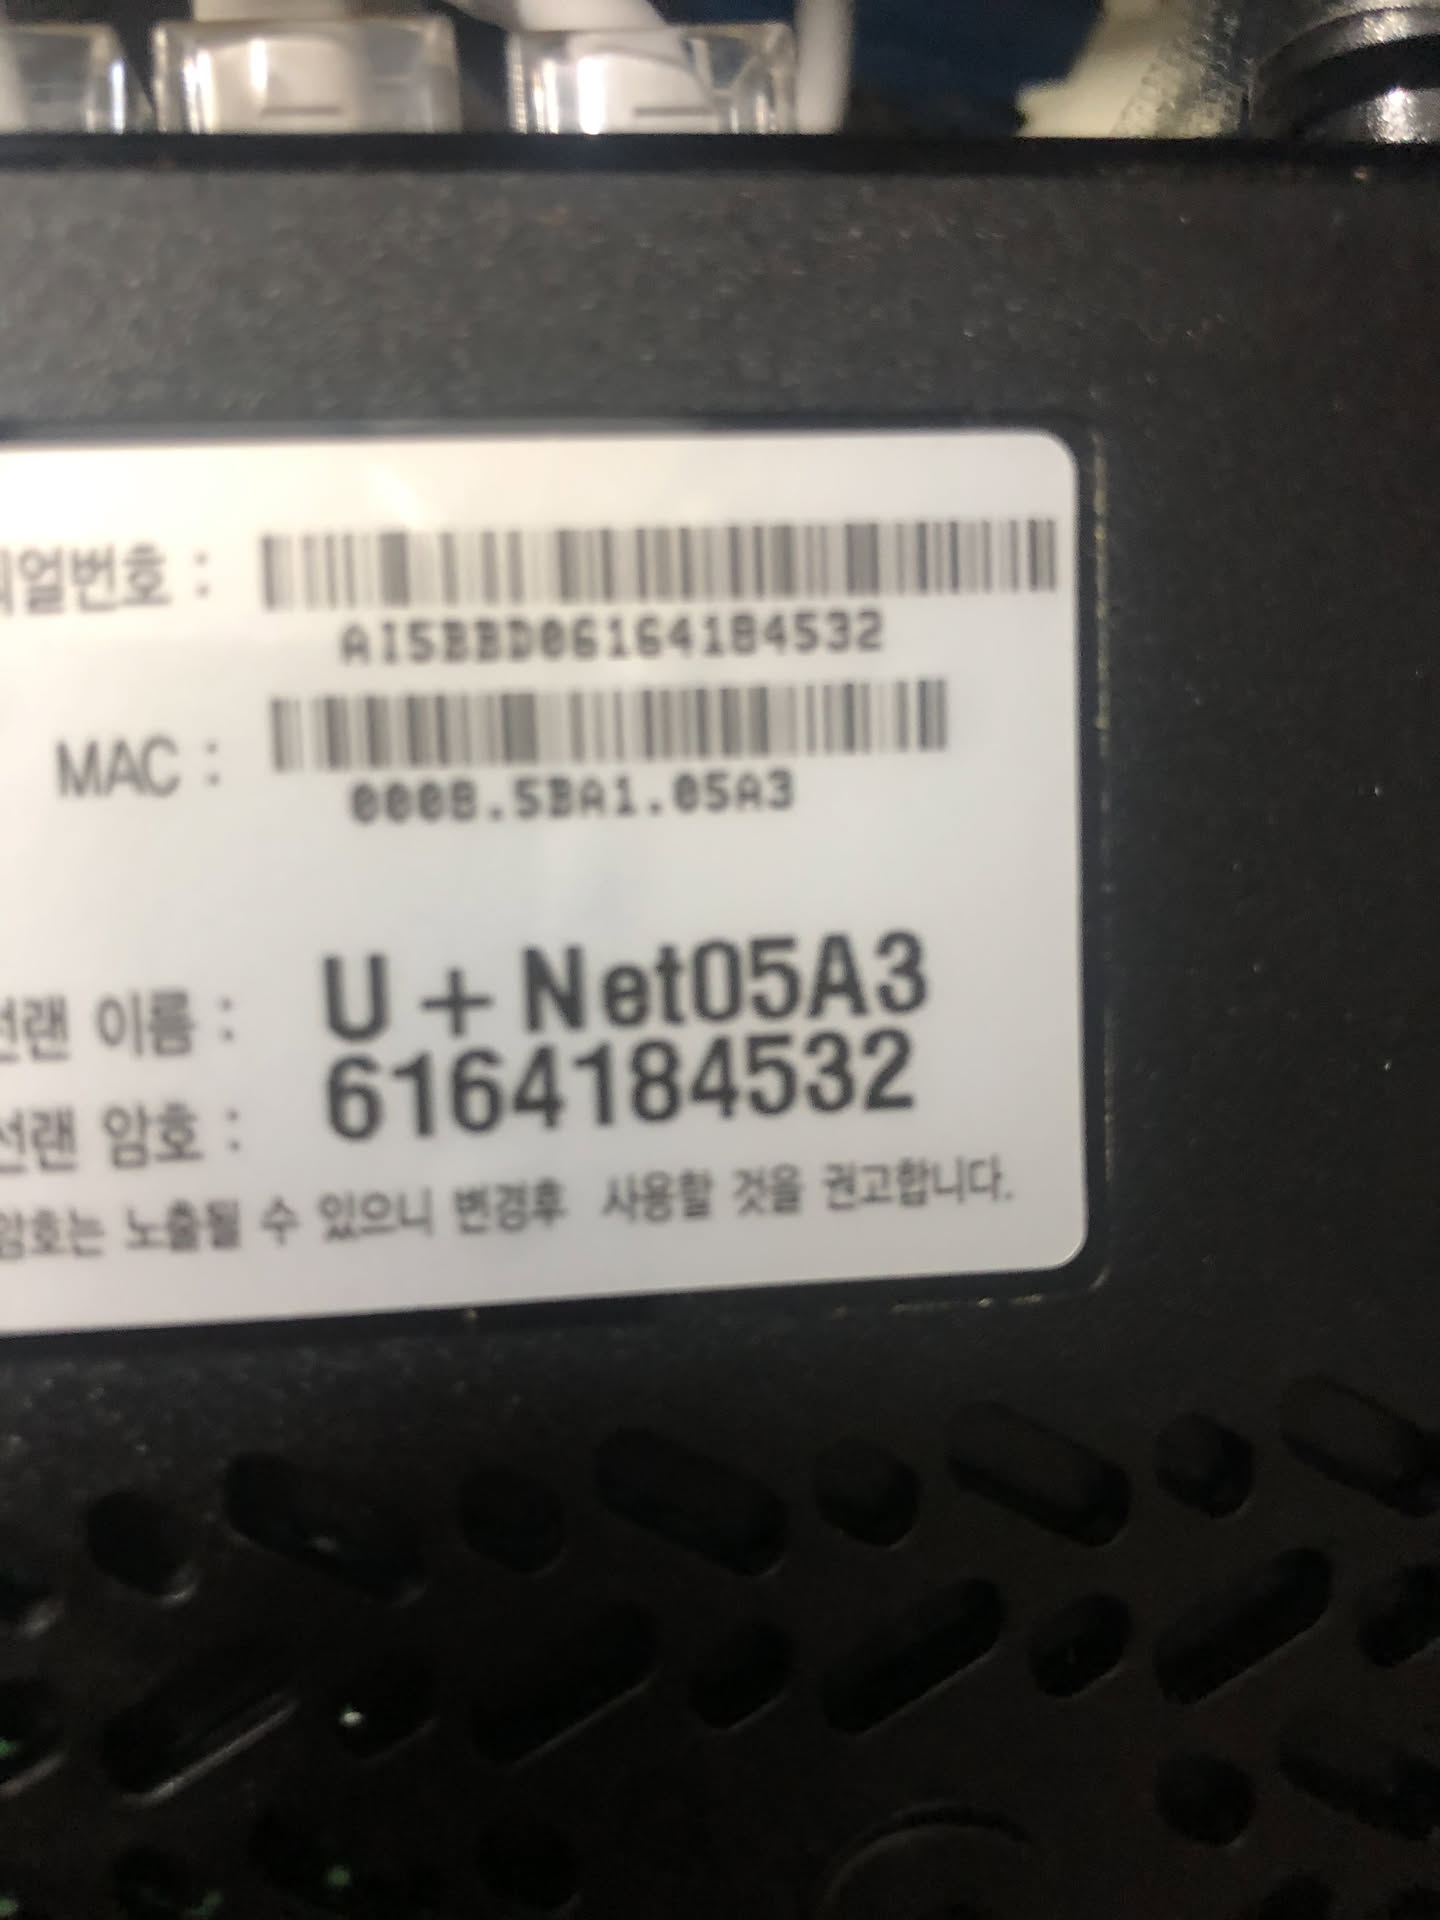 리얼번호 :
AI5BBD06164184532
MAC : 000B.5BA1.05A3
선랜 이름 : U+Net05A3
선랜 암호 : 6164184532
암호는 노출될 수 있으니 변경후 사용할 것을 권고합니다.